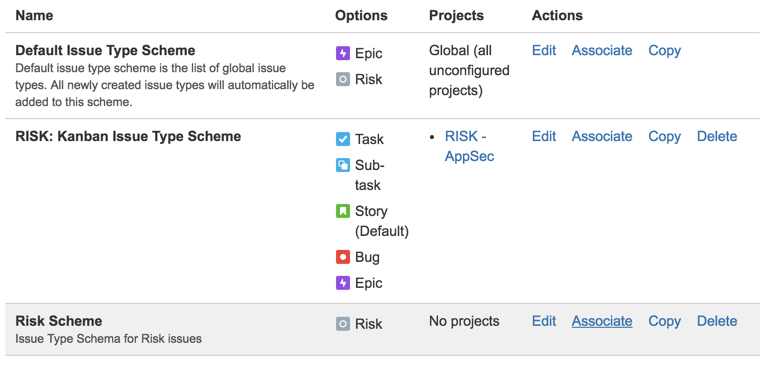 Name Options Projects Actions
Default Issue Type Scheme
Default issue type scheme is the list of global issue
types. All newly created issue types will automatically be
added to this scheme.
Epic
Risk
Global (all
unconfigured
projects)
Edit Associate Copy
RISK: Kanban Issue Type Scheme
Task
Sub-
task
Story
(Default)
Bug
Epic
• RISK -
AppSec
Edit Associate Copy Delete
Risk Scheme
Issue Type Schema for Risk issues
Risk
No projects
Edit Associate Copy Delete